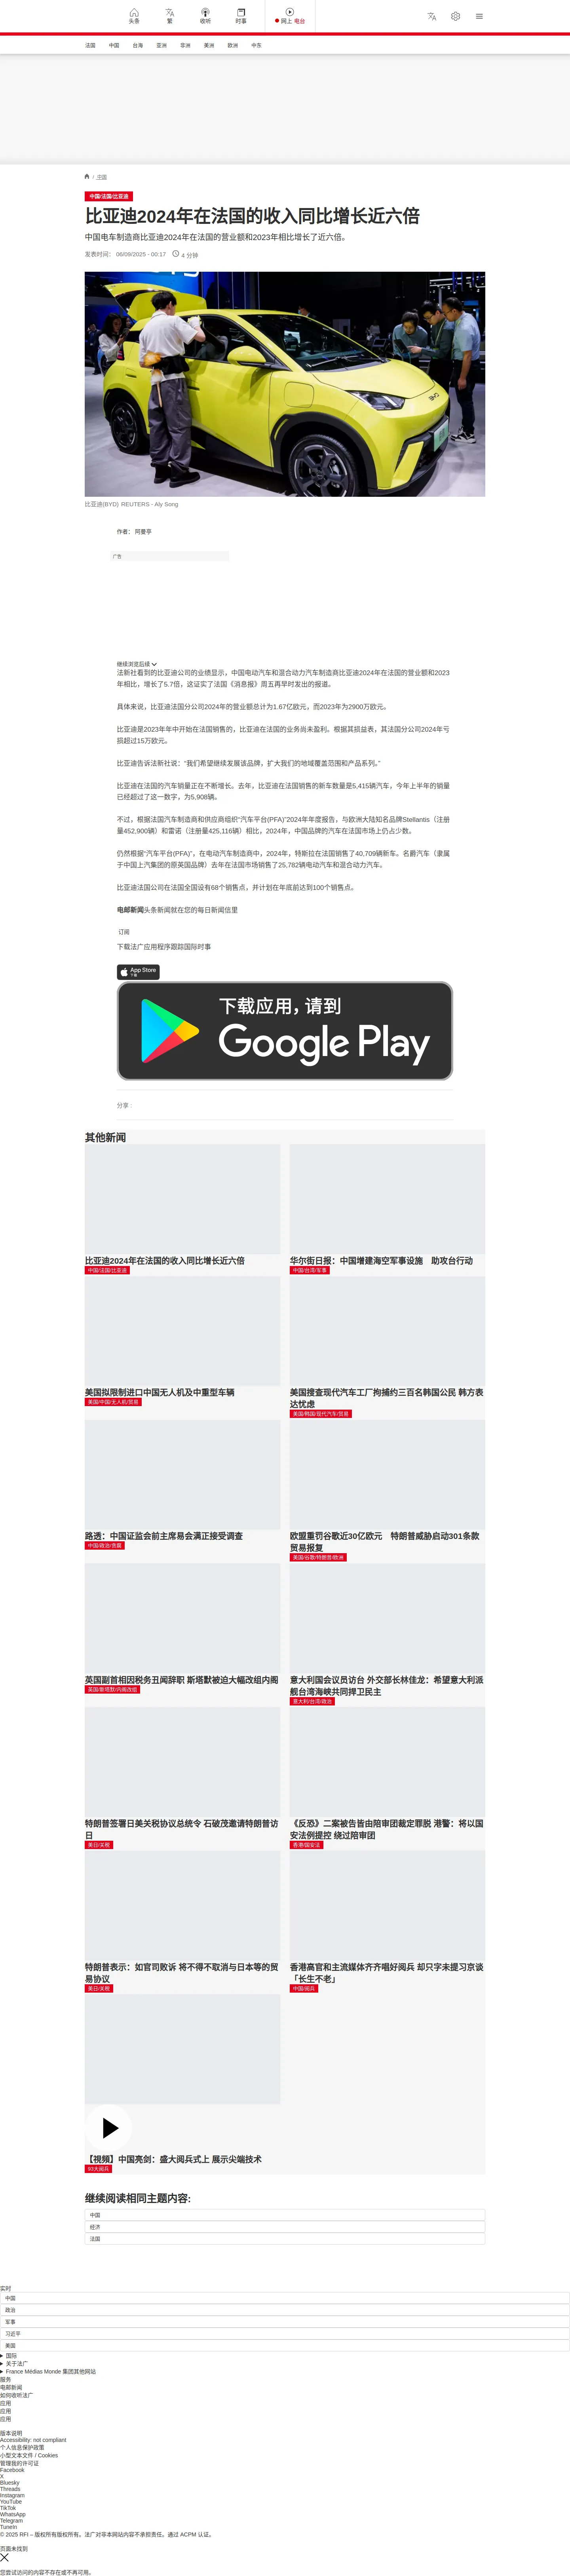 头条
繁
收听
时事
网上 电台
法国
中国
台海
亚洲
非洲
美洲
欧洲
中东
/ 中国
中国/法国/比亚迪
比亚迪2024年在法国的收入同比增长近六倍
中国电车制造商比亚迪2024年在法国的营业额和2023年相比增长了近六倍。
发表时间： 06/09/2025 - 00:17
4 分钟
比亚迪(BYD) REUTERS - Aly Song
作者： 阿曼亭
广告
继续浏览后续
法新社看到的比亚迪公司的业绩显示，中国电动汽车和混合动力汽车制造商比亚迪2024年在法国的营业额和2023
年相比，增长了5.7倍，这证实了法国《消息报》周五再早时发出的报道。
具体来说，比亚迪法国分公司2024年的营业额总计为1.67亿欧元，而2023年为2900万欧元。
比亚迪是2023年年中开始在法国销售的，比亚迪在法国的业务尚未盈利。根据其损益表，其法国分公司2024年亏
损超过15万欧元。
比亚迪告诉法新社说：“我们希望继续发展该品牌，扩大我们的地域覆盖范围和产品系列。”
比亚迪在法国的汽车销量正在不断增长。去年，比亚迪在法国销售的新车数量是5,415辆汽车，今年上半年的销量
已经超过了这一数字，为5,908辆。
不过，根据法国汽车制造商和供应商组织“汽车平台(PFA)”2024年年度报告，与欧洲大陆知名品牌Stellantis（注册
量452,900辆）和雷诺（注册量425,116辆）相比，2024年，中国品牌的汽车在法国市场上仍占少数。
仍然根据“汽车平台(PFA)”，在电动汽车制造商中，2024年，特斯拉在法国销售了40,709辆新车。名爵汽车（隶属
于中国上汽集团的原英国品牌）去年在法国市场销售了25,782辆电动汽车和混合动力汽车。
比亚迪法国公司在法国全国设有68个销售点，并计划在年底前达到100个销售点。
电邮新闻头条新闻就在您的每日新闻信里
订阅
下载法广应用程序跟踪国际时事
App Store
下载
下载应用，请到
Google Play
分享 :
其他新闻
比亚迪2024年在法国的收入同比增长近六倍
中国/法国/比亚迪
华尔街日报：中国增建海空军事设施　助攻台行动
中国/台湾/军事
美国拟限制进口中国无人机及中重型车辆
美国/中国/无人机/贸易
美国搜查现代汽车工厂拘捕约三百名韩国公民 韩方表
达忧虑
美国/韩国/现代汽车/贸易
路透：中国证监会前主席易会满正接受调查
中国/政治/贪腐
欧盟重罚谷歌近30亿欧元　特朗普威胁启动301条款
贸易报复
美国/谷歌/特朗普/欧洲
英国副首相因税务丑闻辞职 斯塔默被迫大幅改组内阁
英国/斯塔默/内阁改组
意大利国会议员访台 外交部长林佳龙：希望意大利派
舰台湾海峡共同捍卫民主
意大利/台湾/政治
特朗普签署日美关税协议总统令 石破茂邀请特朗普访
日
美日/关税
《反恐》二案被告皆由陪审团裁定罪脱 港警：将以国
安法例提控 绕过陪审团
香港/国安法
特朗普表示：如官司败诉 将不得不取消与日本等的贸
易协议
美日/关税
香港高官和主流媒体齐齐唱好阅兵 却只字未提习京谈
「长生不老」
中国/阅兵
【视频】中国亮剑：盛大阅兵式上 展示尖端技术
93大阅兵
继续阅读相同主题内容:
中国
经济
法国
实时
中国
政治
军事
习近平
美国
国际
关于法广
France Médias Monde 集团其他网站
服务
电邮新闻
如何收听法广
应用
应用
应用
版本说明
Accessibility: not compliant
个人信息保护政策
小型文本文件 / Cookies
管理我的许可证
Facebook
X
Bluesky
Threads
Instagram
YouTube
TikTok
WhatsApp
Telegram
TuneIn
© 2025 RFI – 版权所有版权所有。法广对非本网站内容不承担责任。通过 ACPM 认证。
页面未找到
您尝试访问的内容不存在或不再可用。